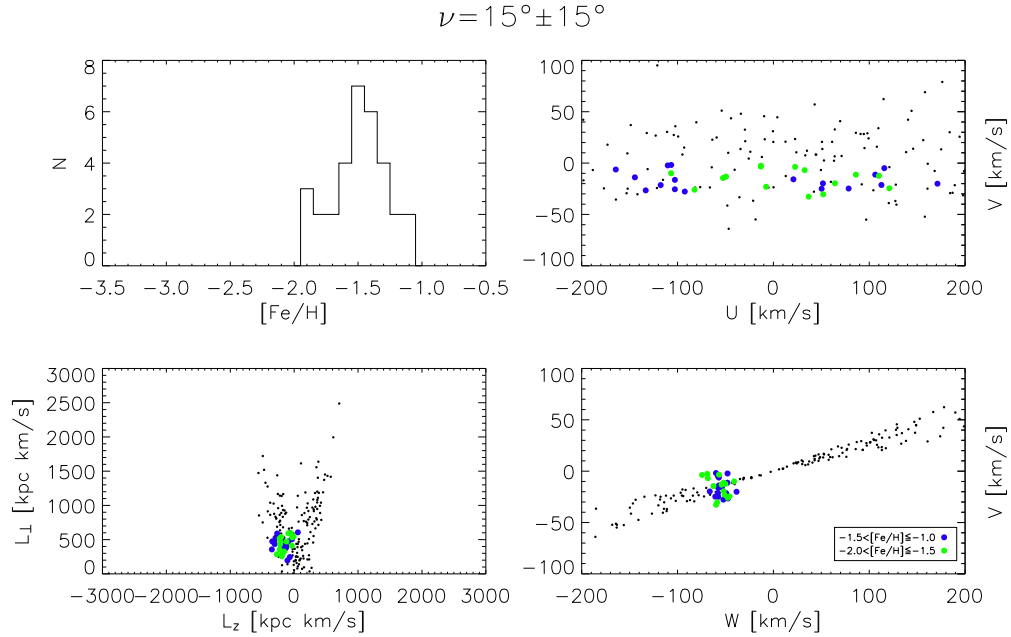 ν=15°±15°
8
6
4
2
0
N
−3.5 −3.0 −2.5 −2.0 −1.5 −1.0 −0.5
[Fe/H]
100
50
0
−50
−100
V [km/s]
−200 −100 0 100 200
U [km/s]
3000
2500
2000
1500
1000
500
0
L⊥ [kpc km/s]
−3000−2000−1000 0 1000 2000 3000
Lz [kpc km/s]
100
50
0
−50
−100
V [km/s]
−1.5<[Fe/H]≤−1.0
−2.0<[Fe/H]≤−1.5
−200 −100 0 100 200
W [km/s]